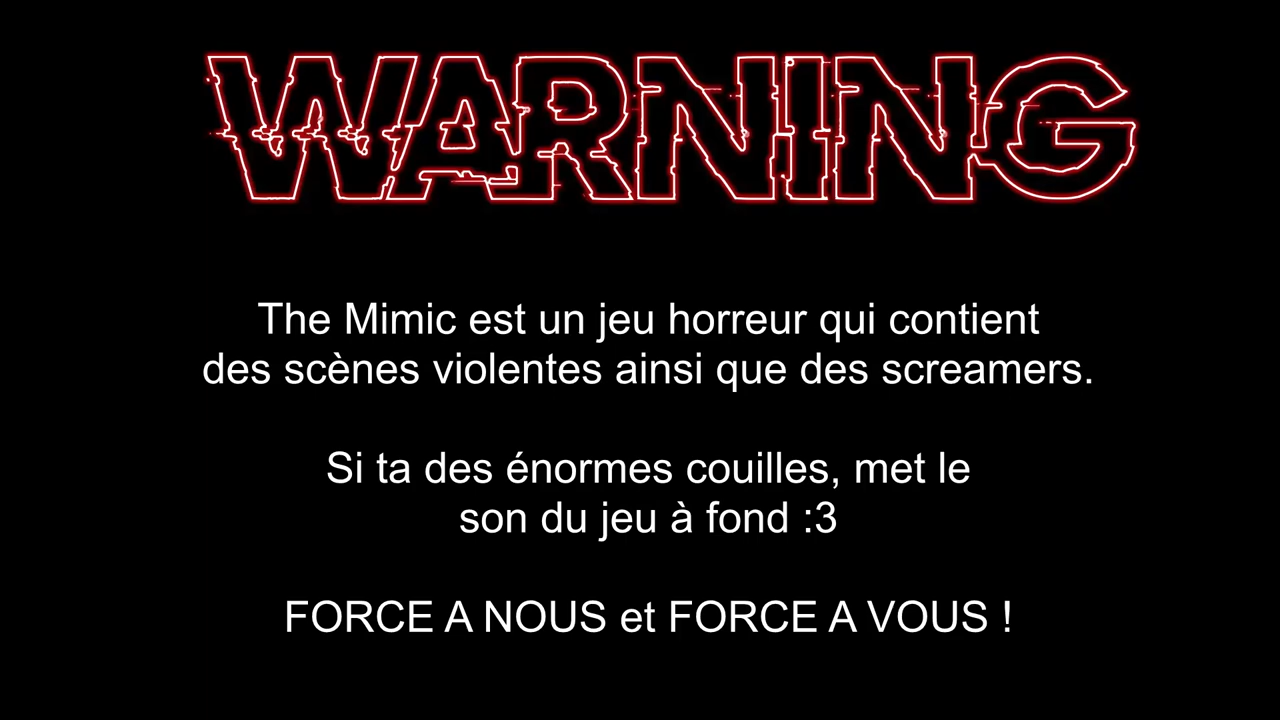 WARNING
The Mimic est un jeu horreur qui contient
des scènes violentes ainsi que des screamers.
Si ta des énormes couilles, met le
son du jeu à fond :3
FORCE A NOUS et FORCE A VOUS !